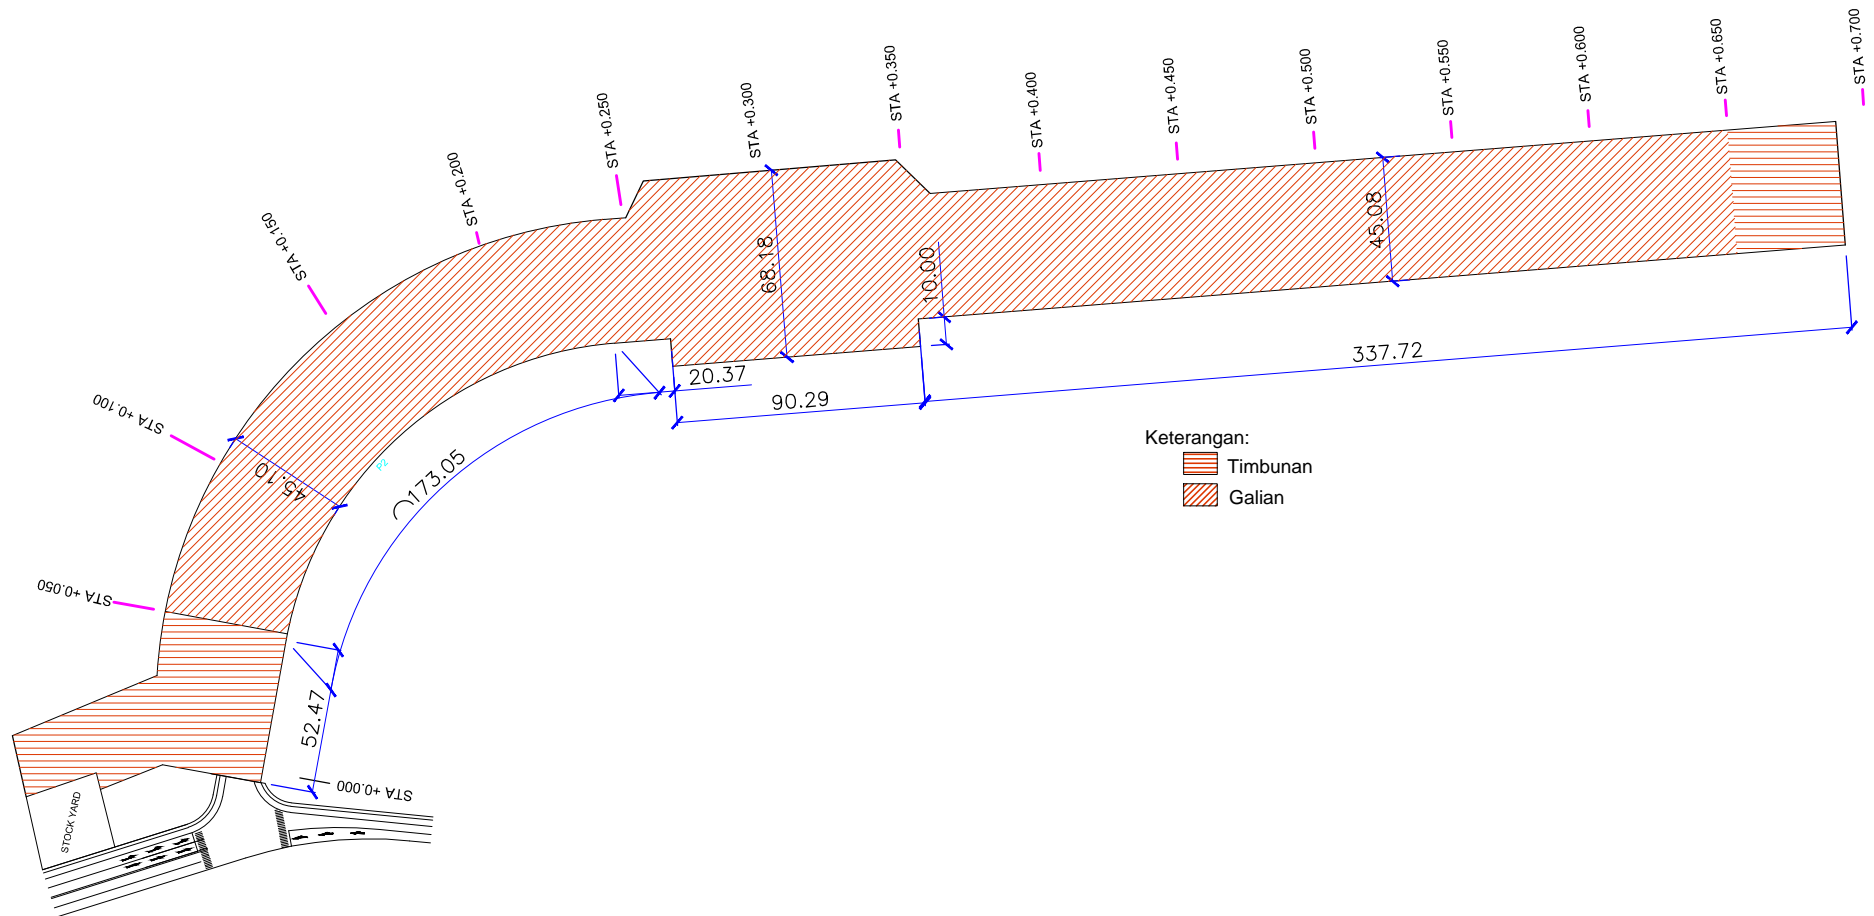 STA +0.700
STA +0.650
STA +0.600
STA +0.550
STA +0.500
STA +0.450
STA +0.400
STA +0.350
STA +0.300
STA +0.250
STA +0.200
STA +0.150
STA +0.100
STA +0.050
STA +0.000
68.18
10.00
45.08
45.10
P2
173.05
20.37
90.29
337.72
52.47
Keterangan:
Timbunan
Galian
STOCK YARD